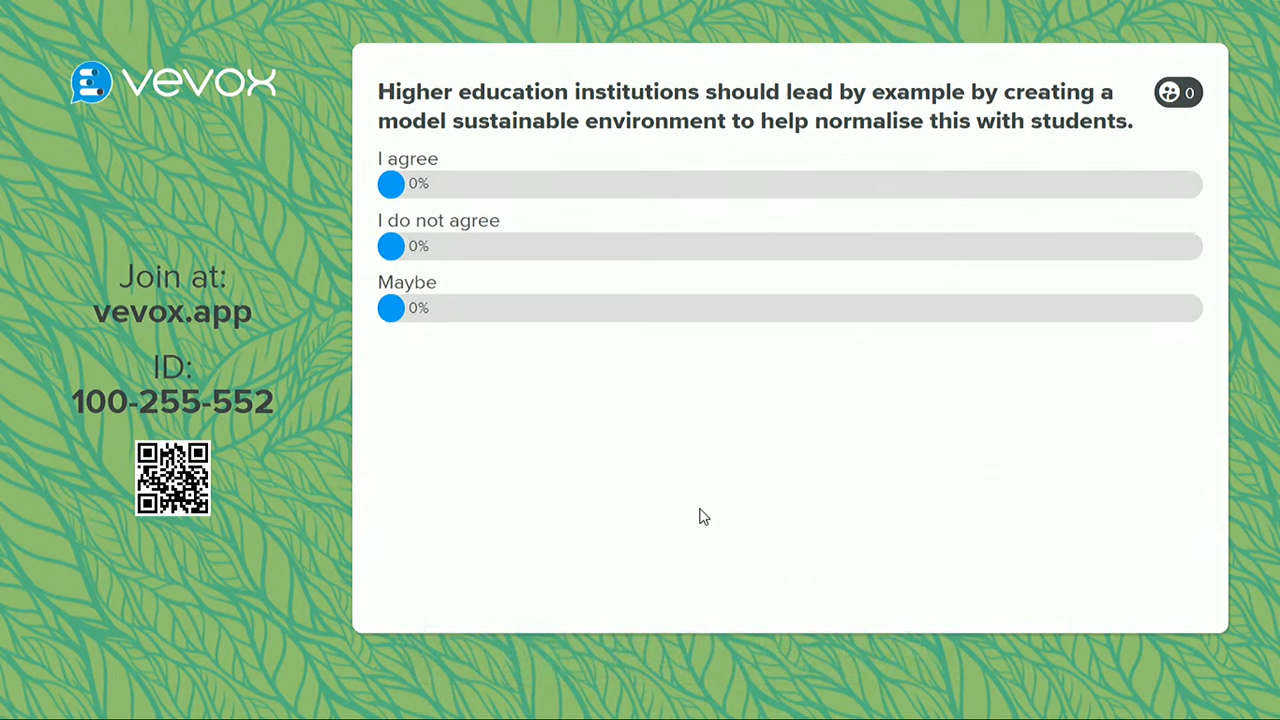 vevox
Join at:
vevox.app
ID:
100-255-552
Higher education institutions should lead by example by creating a
model sustainable environment to help normalise this with students.
0
I agree
0%
I do not agree
0%
Maybe
0%